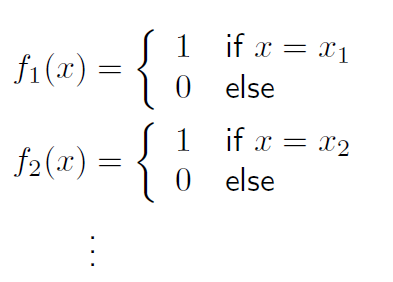 f₁(x) = { 1 if x = x₁
0 else
f₂(x) = { 1 if x = x₂
0 else
⋮